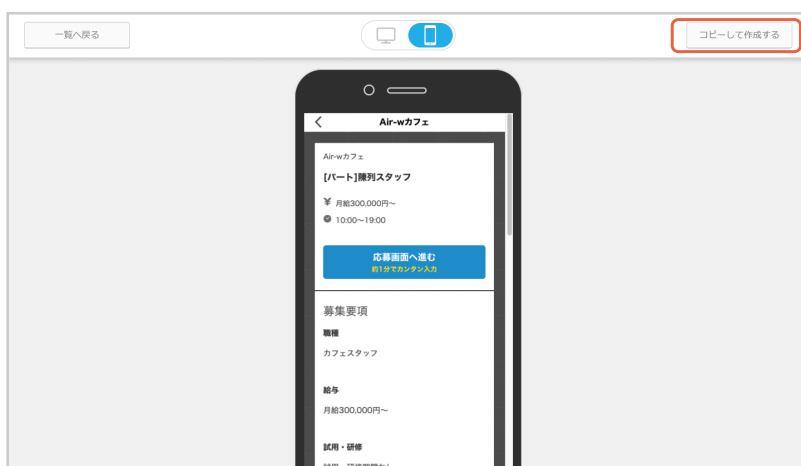 一覧へ戻る
コピーして作成する
Air-wカフェ
Air-wカフェ
[パート]陳列スタッフ
月給300,000円～
10:00～19:00
応募画面へ進む
約1分でカンタン入力
募集要項
職種
カフェスタッフ
給与
月給300,000円～
試用・研修